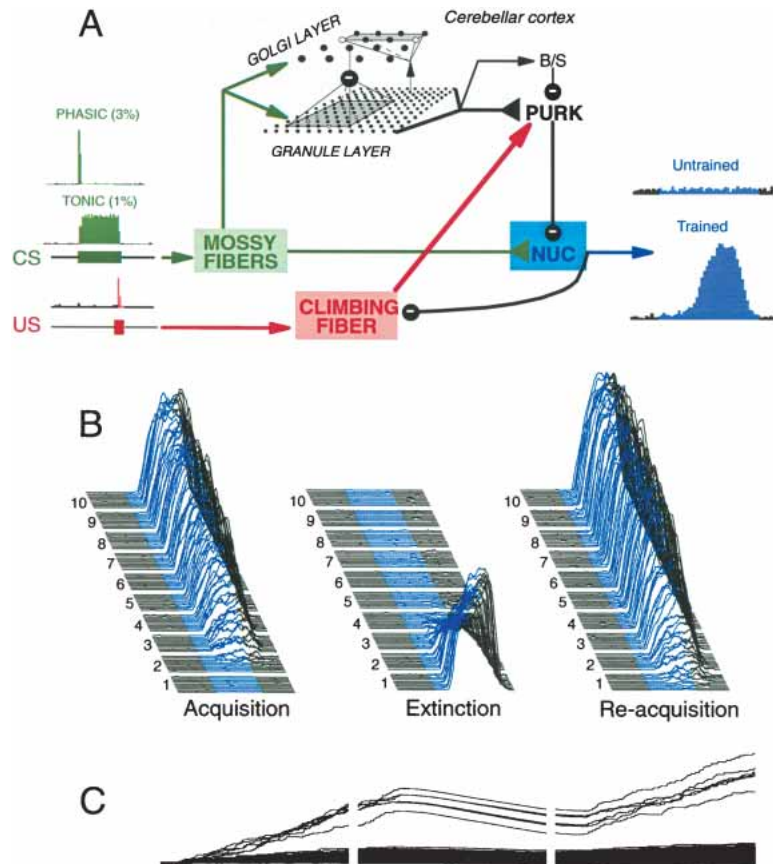 A
Cerebellar cortex
GOLGI LAYER
B/S
PHASIC (3%)
PURK
GRANULE LAYER
Untrained
TONIC (1%)
Trained
CS
MOSSY
FIBERS
NUC
US
CLIMBING
FIBER
B
10
9
8
7
6
5
4
3
2
1
Acquisition
10
9
8
7
6
5
4
3
2
1
Extinction
10
9
8
7
6
5
4
3
2
1
Re-acquisition
C